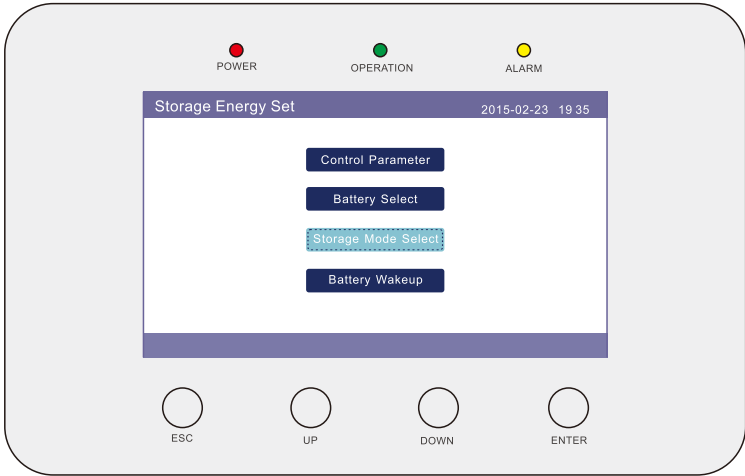 POWER OPERATION ALARM
Storage Energy Set 2015-02-23 19 35
Control Parameter
Battery Select
Storage Mode Select
Battery Wakeup
ESC UP DOWN ENTER